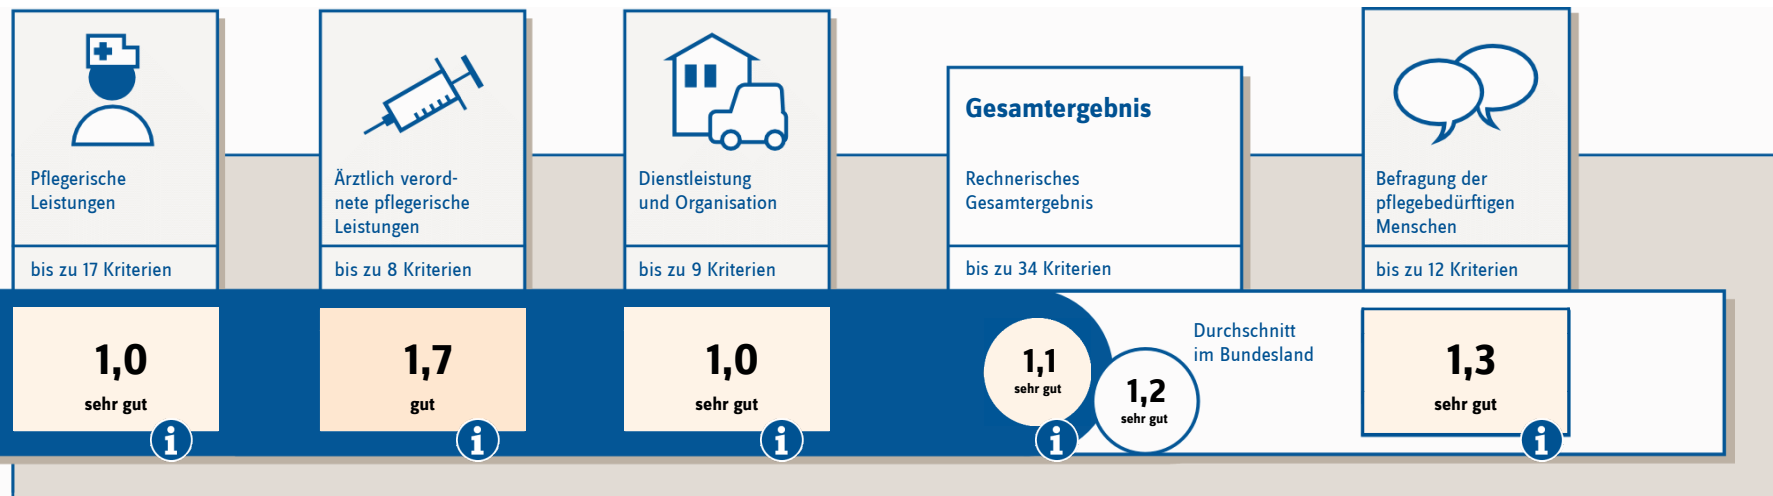 Pflegerische
Leistungen
bis zu 17 Kriterien
1,0
sehr gut
i
Ärztlich verord-
nete pflegerische
Leistungen
bis zu 8 Kriterien
1,7
gut
i
Dienstleistung
und Organisation
bis zu 9 Kriterien
1,0
sehr gut
i
Gesamtergebnis
Rechnerisches
Gesamtergebnis
bis zu 34 Kriterien
1,1
sehr gut
i
1,2
sehr gut
Durchschnitt
im Bundesland
Befragung der
pflegebedürftigen
Menschen
bis zu 12 Kriterien
1,3
sehr gut
i